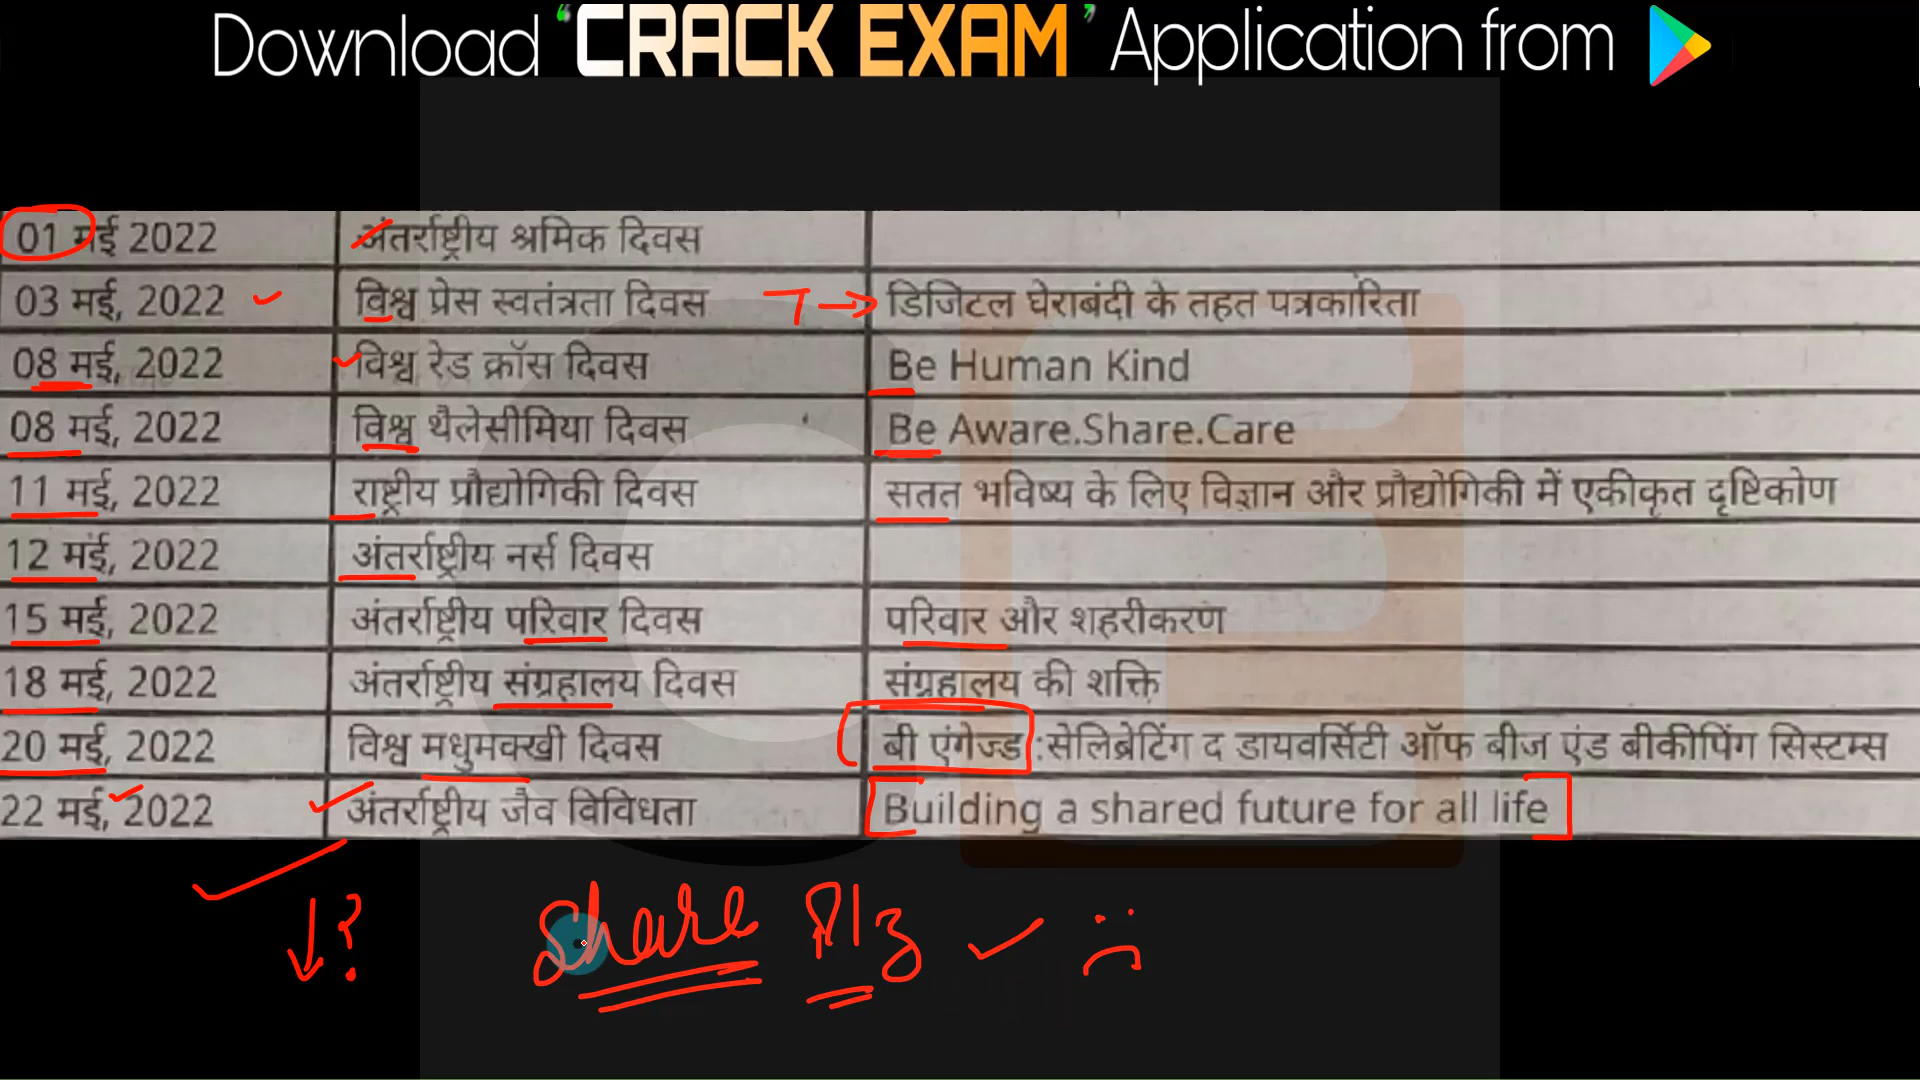 Download 'CRACK EXAM' Application from
01 मई 2022 अंतर्राष्ट्रीय श्रमिक दिवस
03 मई, 2022 विश्व प्रेस स्वतंत्रता दिवस T → डिजिटल घेराबंदी के तहत पत्रकारिता
08 मई, 2022 विश्व रेड क्रॉस दिवस Be Human Kind
08 मई, 2022 विश्व थैलेसीमिया दिवस Be Aware.Share.Care
11 मई, 2022 राष्ट्रीय प्रौद्योगिकी दिवस सतत भविष्य के लिए विज्ञान और प्रौद्योगिकी में एकीकृत दृष्टिकोण
12 मई, 2022 अंतर्राष्ट्रीय नर्स दिवस
15 मई, 2022 अंतर्राष्ट्रीय परिवार दिवस परिवार और शहरीकरण
18 मई, 2022 अंतर्राष्ट्रीय संग्रहालय दिवस संग्रहालय की शक्ति
20 मई, 2022 विश्व मधुमक्खी दिवस बी एंगेज्ड :सेलिब्रेटिंग द डायवर्सिटी ऑफ बीज एंड बीकीपिंग सिस्टम्स
22 मई, 2022 अंतर्राष्ट्रीय जैव विविधता Building a shared future for all life
↓? Share Plz